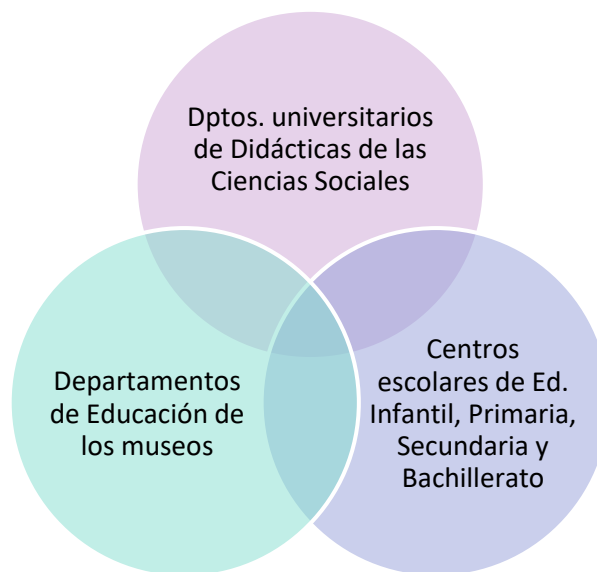 Dptos. universitarios
de Didácticas de las
Ciencias Sociales
Departamentos
de Educación de
los museos
Centros
escolares de Ed.
Infantil, Primaria,
Secundaria y
Bachillerato